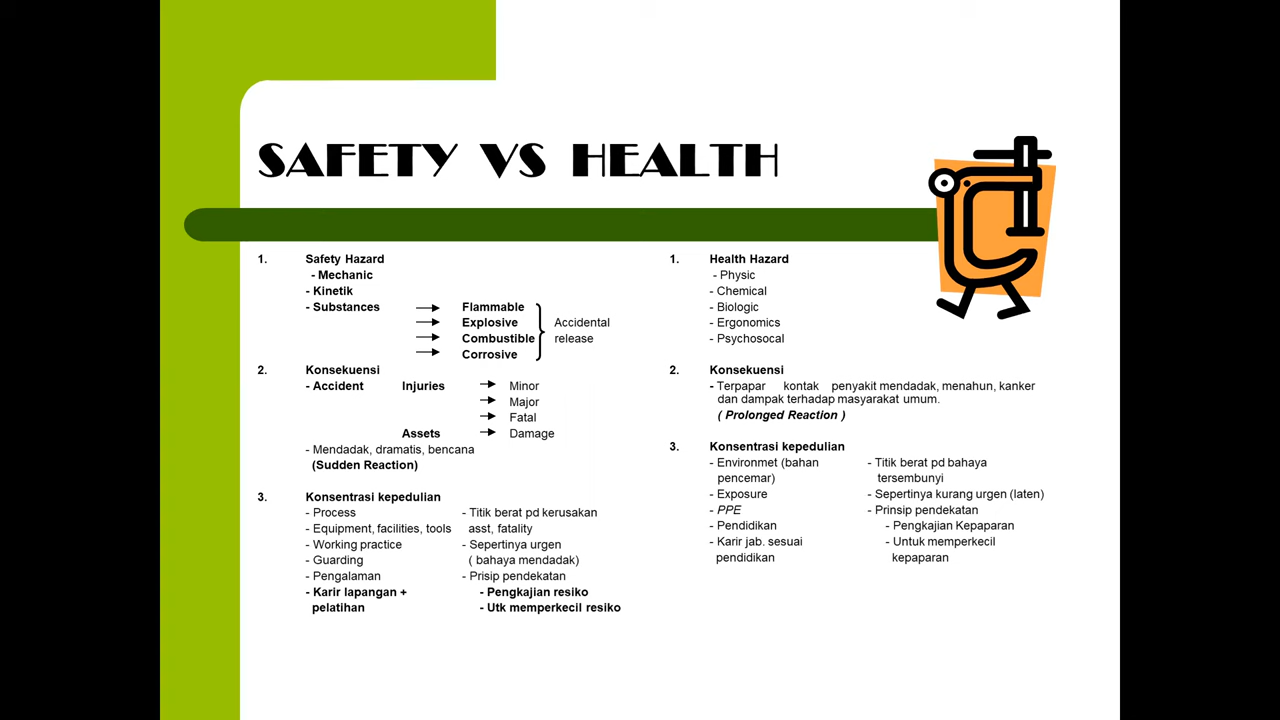 SAFETY VS HEALTH
1. Safety Hazard
- Mechanic
- Kinetik
- Substances Flammable
Explosive Accidental
Combustible release
Corrosive
2. Konsekuensi
- Accident Injuries Minor
Major
Fatal
Assets Damage
- Mendadak, dramatis, bencana
(Sudden Reaction)
3. Konsentrasi kepedulian
- Process
- Equipment, facilities, tools
- Working practice
- Guarding
- Pengalaman
- Karir lapangan +
pelatihan
- Titik berat pd kerusakan
asst, fatality
- Sepertinya urgen
( bahaya mendadak)
- Prisip pendekatan
- Pengkajian resiko
- Utk memperkecil resiko
1. Health Hazard
- Physic
- Chemical
- Biologic
- Ergonomics
- Psychosocal
2. Konsekuensi
- Terpapar kontak penyakit mendadak, menahun, kanker
dan dampak terhadap masyarakat umum.
( Prolonged Reaction )
3. Konsentrasi kepedulian
- Environmet (bahan
pencemar)
- Exposure
- PPE
- Pendidikan
- Karir jab. sesuai
pendidikan
- Titik berat pd bahaya
tersembunyi
- Sepertinya kurang urgen (laten)
- Prinsip pendekatan
- Pengkajian Kepaparan
- Untuk memperkecil
kepaparan